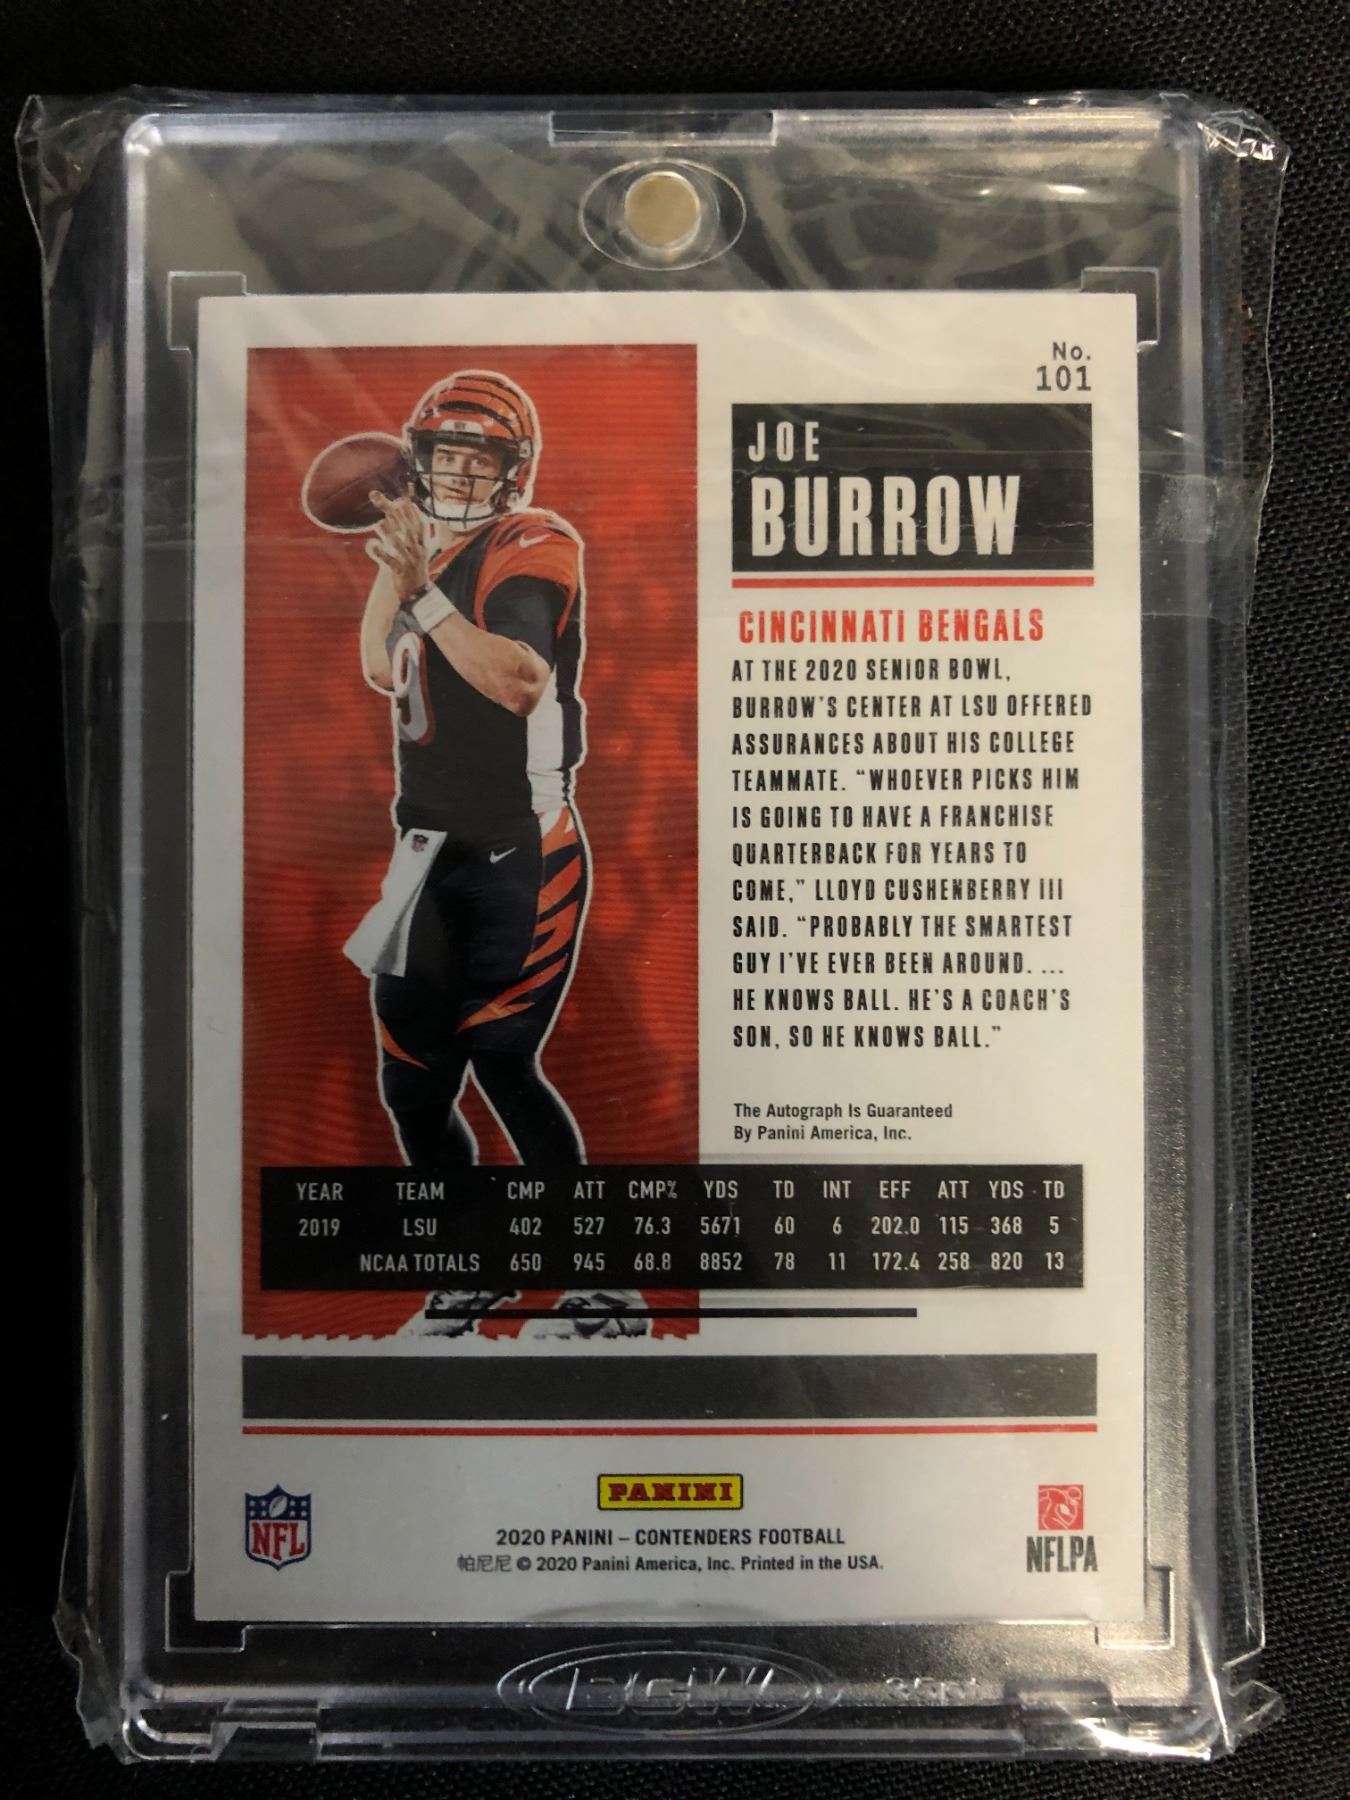 No.
101
JOE
BURROW
CINCINNATI BENGALS
AT THE 2020 SENIOR BOWL,
BURROW'S CENTER AT LSU OFFERED
ASSURANCES ABOUT HIS COLLEGE
TEAMMATE. "WHOEVER PICKS HIM
IS GOING TO HAVE A FRANCHISE
QUARTERBACK FOR YEARS TO
COME," LLOYD CUSHENBERRY III
SAID. "PROBABLY THE SMARTEST
GUY I'VE EVER BEEN AROUND. ...
HE KNOWS BALL. HE'S A COACH'S
SON, SO HE KNOWS BALL."
The Autograph Is Guaranteed
By Panini America, Inc.
YEAR TEAM CMP ATT CMP% YDS TD INT EFF ATT YDS TD
2019 LSU 402 527 76.3 5671 60 6 202.0 115 368 5
NCAA TOTALS 650 945 68.8 8852 78 11 172.4 258 820 13
9
PANINI
NFL
2020 PANINI – CONTENDERS FOOTBALL
帕尼尼 © 2020 Panini America, Inc. Printed in the USA.
NFLPA
BCW